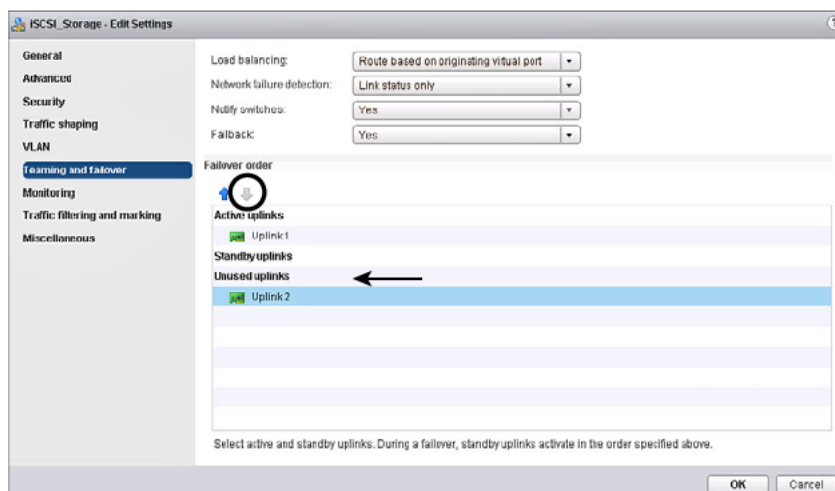 iSCSI_Storage - Edit Settings
General
Advanced
Security
Traffic shaping
VLAN
Teaming and failover
Monitoring
Traffic filtering and marking
Miscellaneous
Load balancing:
Route based on originating virtual port
Network failure detection:
Link status only
Notify switches:
Yes
Failback:
Yes
Failover order
Active uplinks
Uplink 1
Standby uplinks
Unused uplinks
Uplink 2
Select active and standby uplinks. During a failover, standby uplinks activate in the order specified above.
OK
Cancel